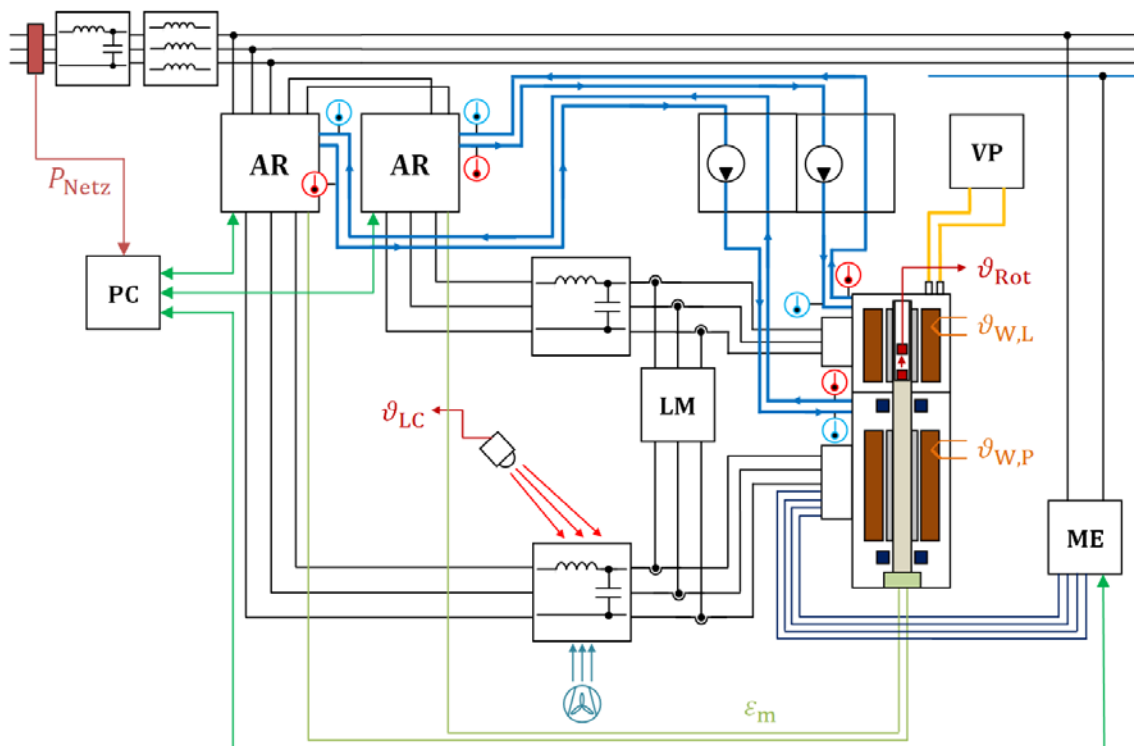 AR
AR
VP
P_Netz
PC
ϑ_Rot
ϑ_W,L
LM
ϑ_LC
ϑ_W,P
ME
ε_m